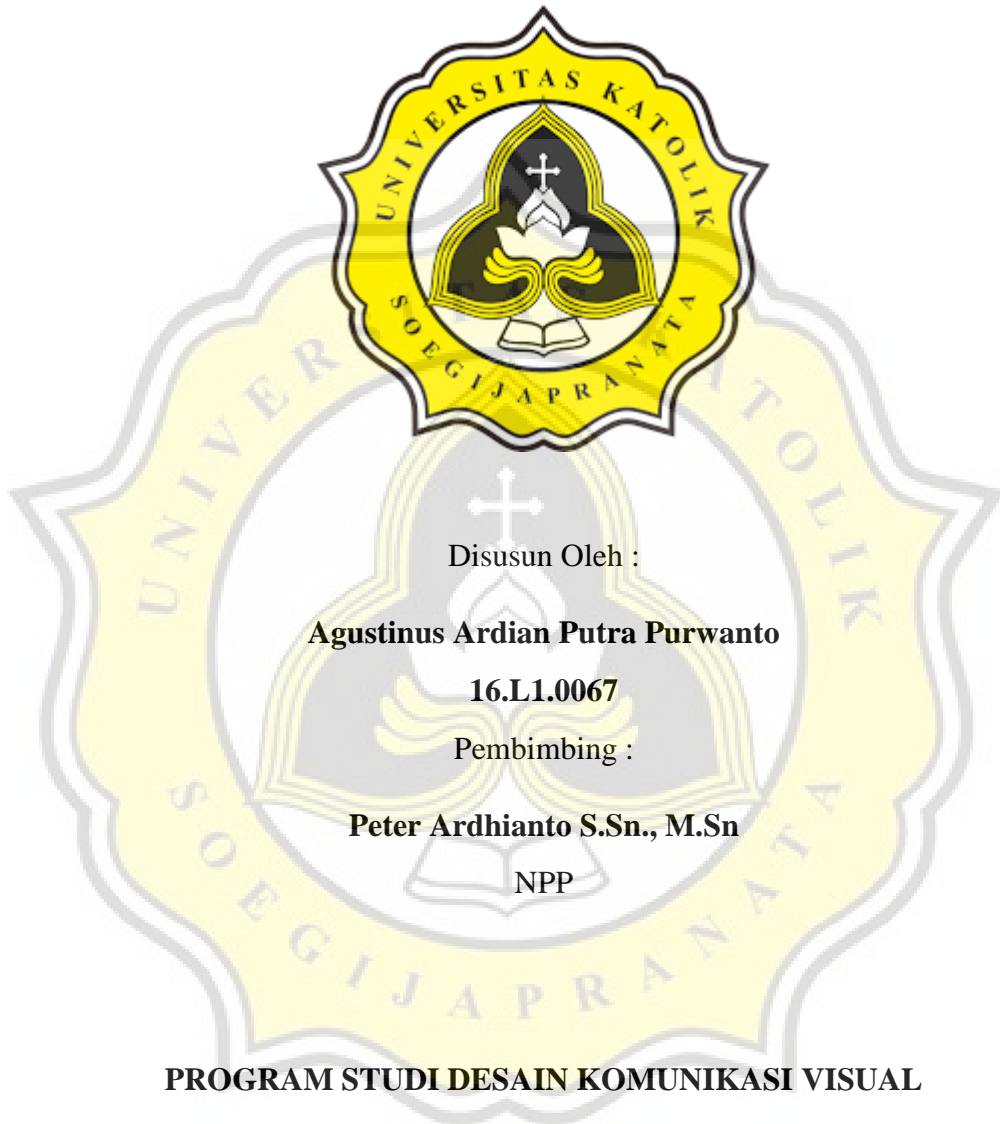 UNIVERSITAS KATOLIK
SOEGIJAPRANATA
Disusun Oleh :
Agustinus Ardian Putra Purwanto
16.L1.0067
Pembimbing :
Peter Ardhianto S.Sn., M.Sn
NPP
PROGRAM STUDI DESAIN KOMUNIKASI VISUAL